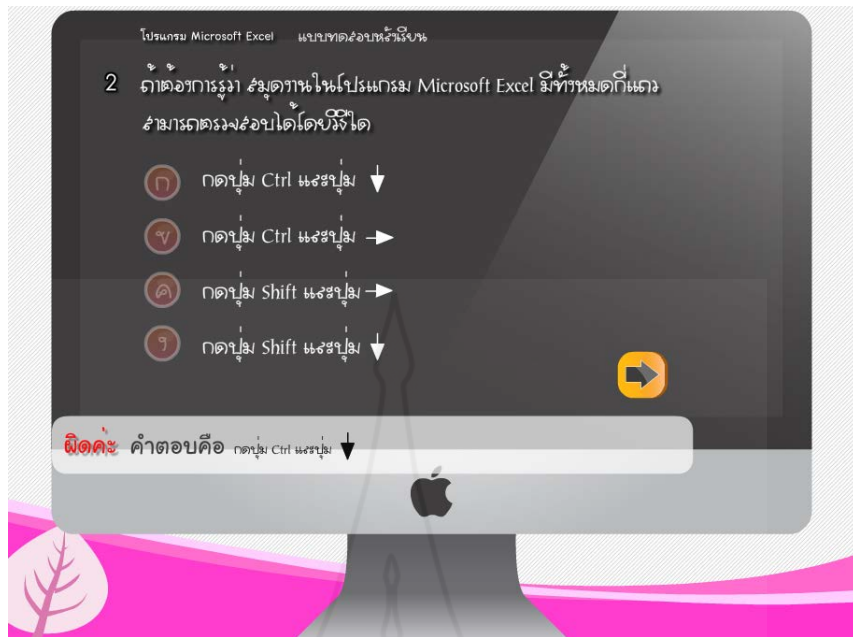 โปรแกรม Microsoft Excel แบบทดสอบหลังเรียน
2 ถ้าต้องการรู้ว่า สมุดงานในโปรแกรม Microsoft Excel มีทั้งหมดกี่แถว
สามารถตรวจสอบได้โดยวิธีใด
ก กดปุ่ม Ctrl และปุ่ม
ข กดปุ่ม Ctrl และปุ่ม
ค กดปุ่ม Shift และปุ่ม
ง กดปุ่ม Shift และปุ่ม
ผิดค่ะ คำตอบคือ กดปุ่ม Ctrl และปุ่ม